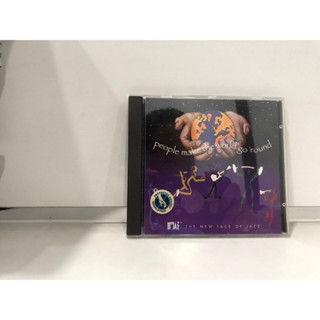 people make the world go 'round
THE NEW FACE OF JAZZ